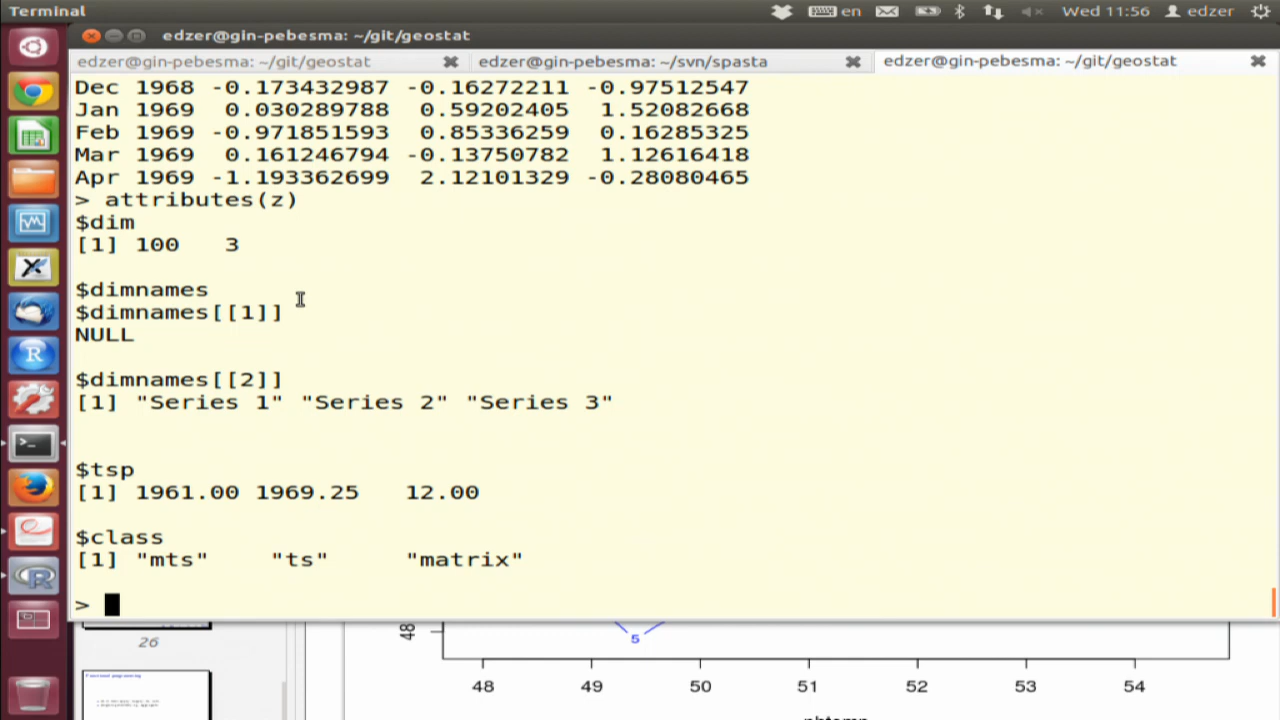 Terminal en Wed 11:56 edzer
edzer@gin-pebesma: ~/git/geostat
edzer@gin-pebesma: ~/git/geostat edzer@gin-pebesma: ~/svn/spasta edzer@gin-pebesma: ~/git/geostat
Dec 1968 -0.173432987 -0.16272211 -0.97512547
Jan 1969 0.030289788 0.59202405 1.52082668
Feb 1969 -0.971851593 0.85336259 0.16285325
Mar 1969 0.161246794 -0.13750782 1.12616418
Apr 1969 -1.193362699 2.12101329 -0.28080465
> attributes(z)
$dim
[1] 100 3
$dimnames
$dimnames[[1]]
NULL
$dimnames[[2]]
[1] "Series 1" "Series 2" "Series 3"
$tsp
[1] 1961.00 1969.25 12.00
$class
[1] "mts" "ts" "matrix"
>
26
48
5
48 49 50 51 52 53 54